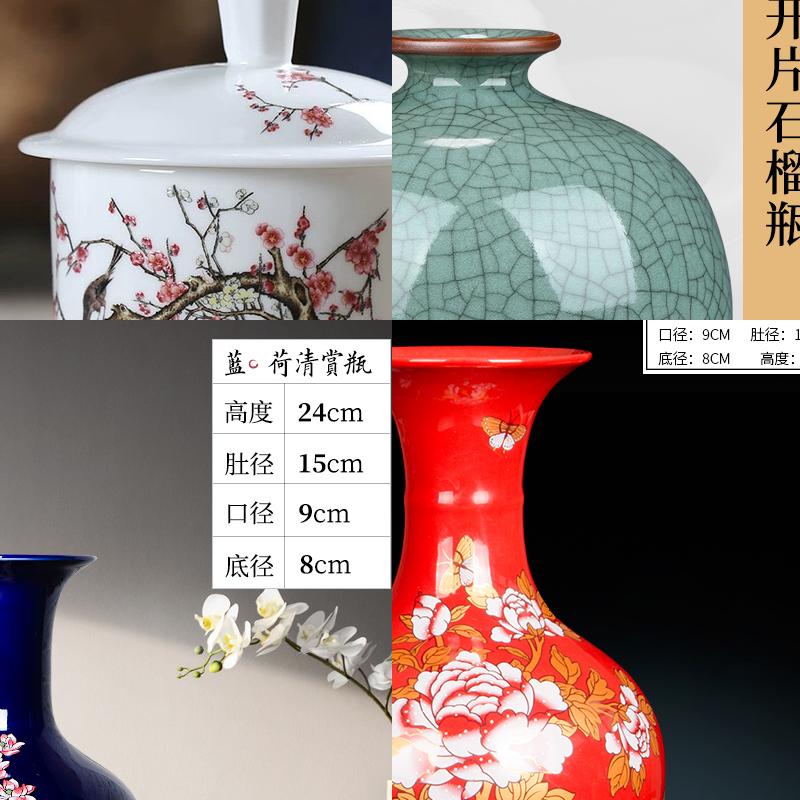 开片石榴瓶
蓝 荷清賞瓶
高度 24cm
肚径 15cm
口径 9cm
底径 8cm
口径：9CM 肚径：1
底径：8CM 高度：